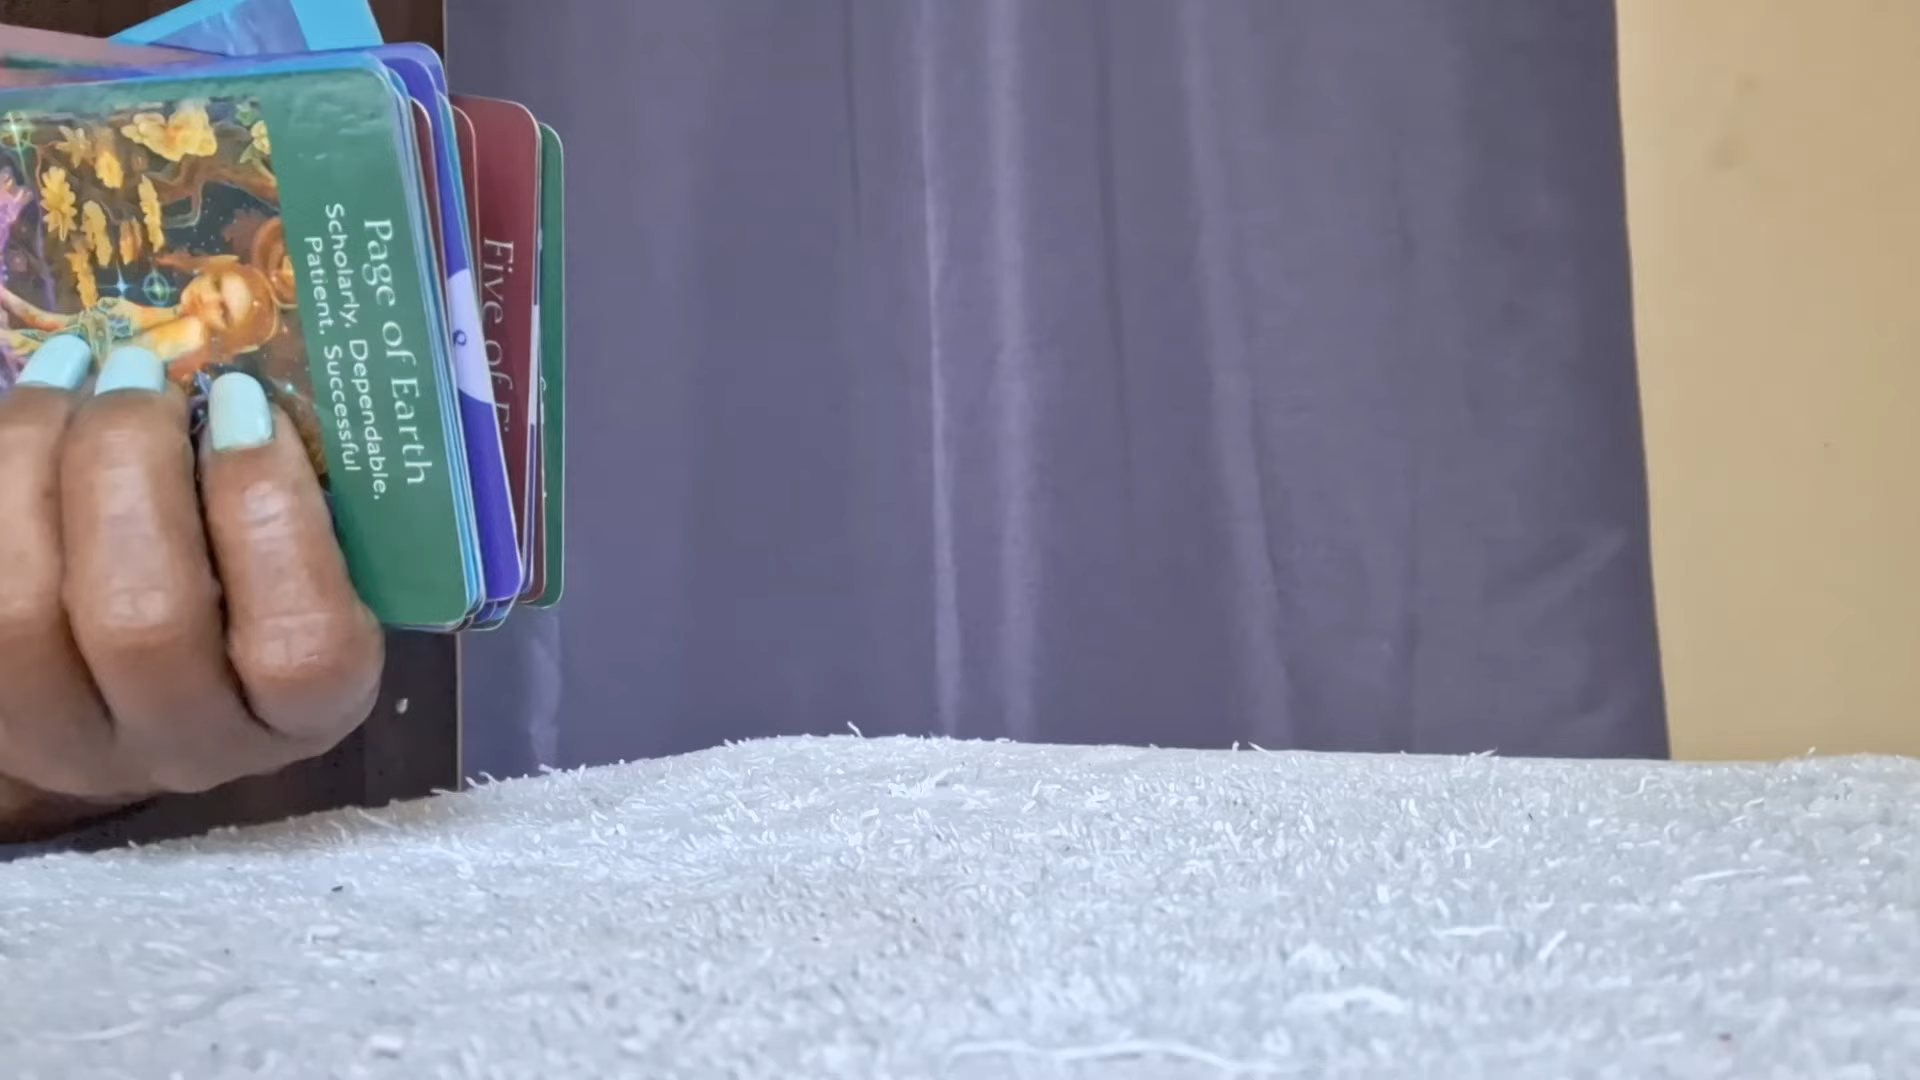 Page of Earth
Scholarly. Dependable.
Patient. Successful
Five of